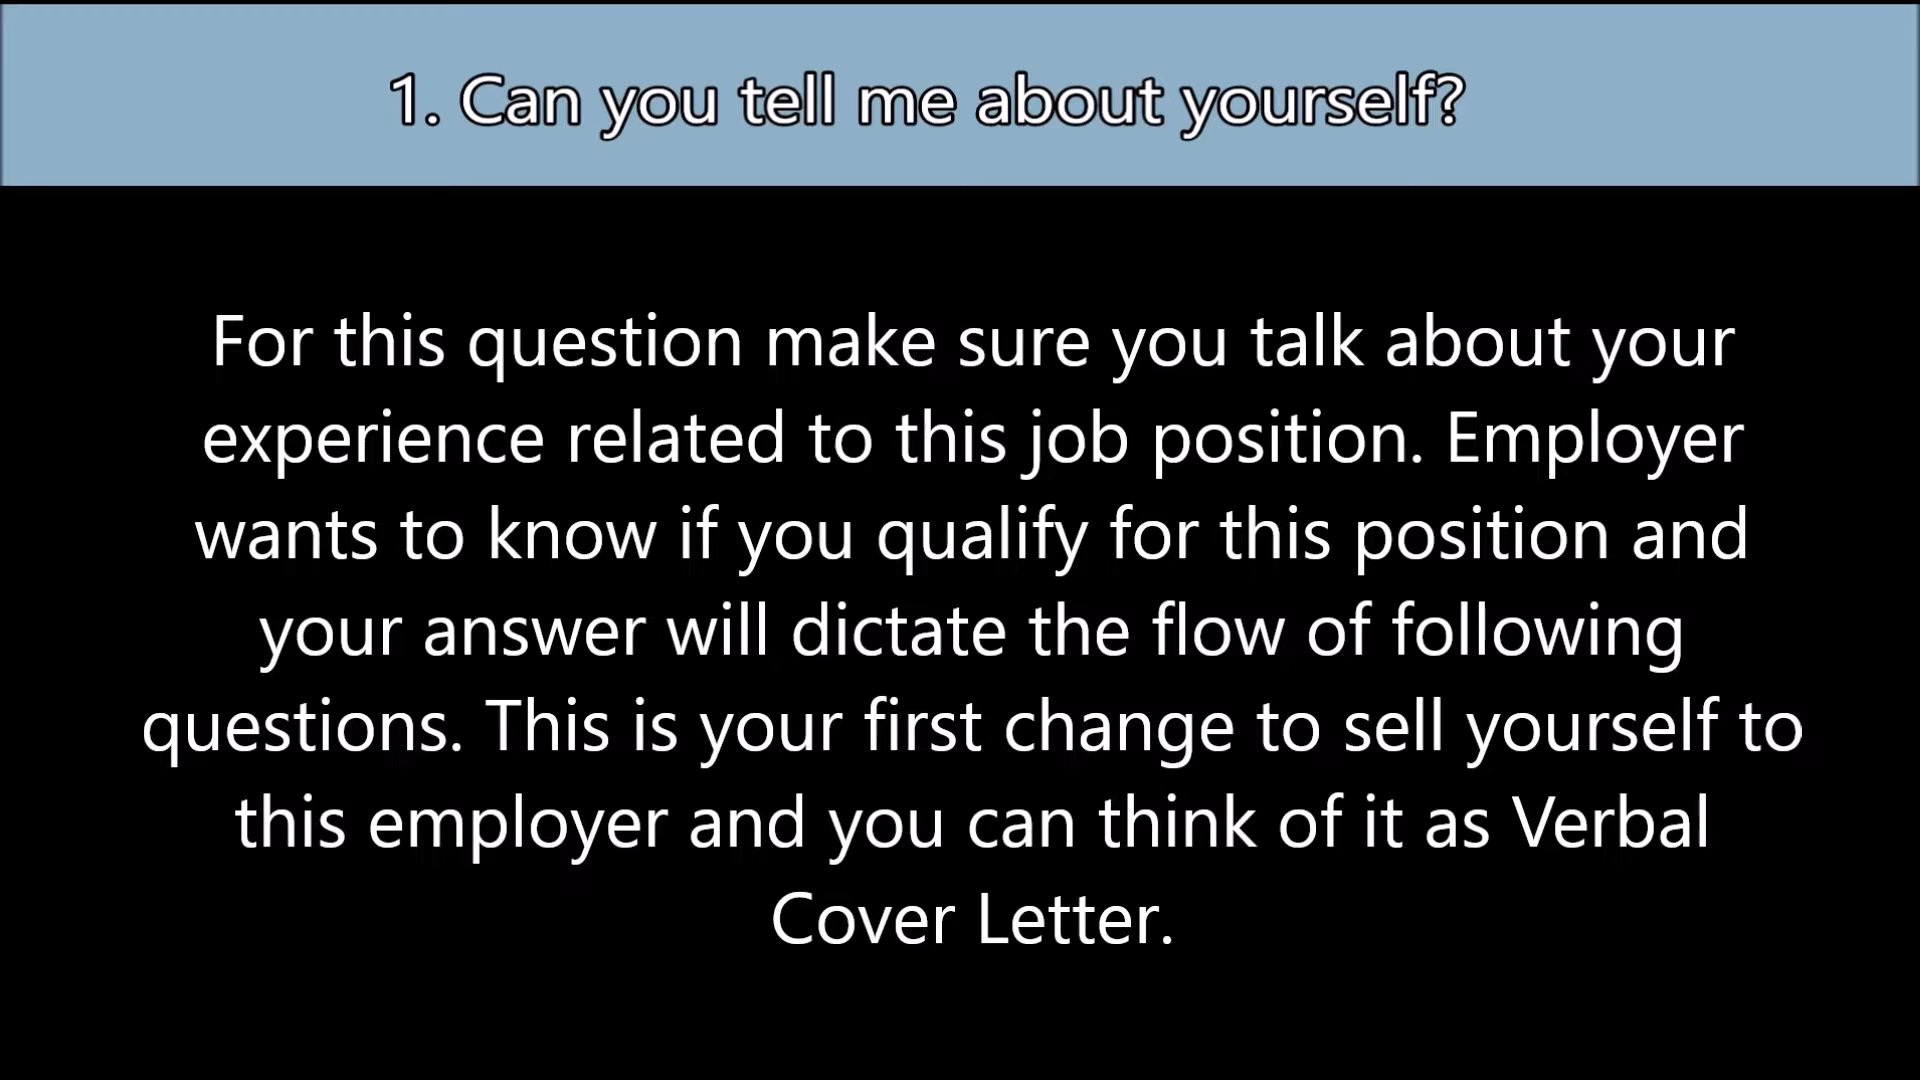 1. Can you tell me about yourself?
For this question make sure you talk about your
experience related to this job position. Employer
wants to know if you qualify for this position and
your answer will dictate the flow of following
questions. This is your first change to sell yourself to
this employer and you can think of it as Verbal
Cover Letter.